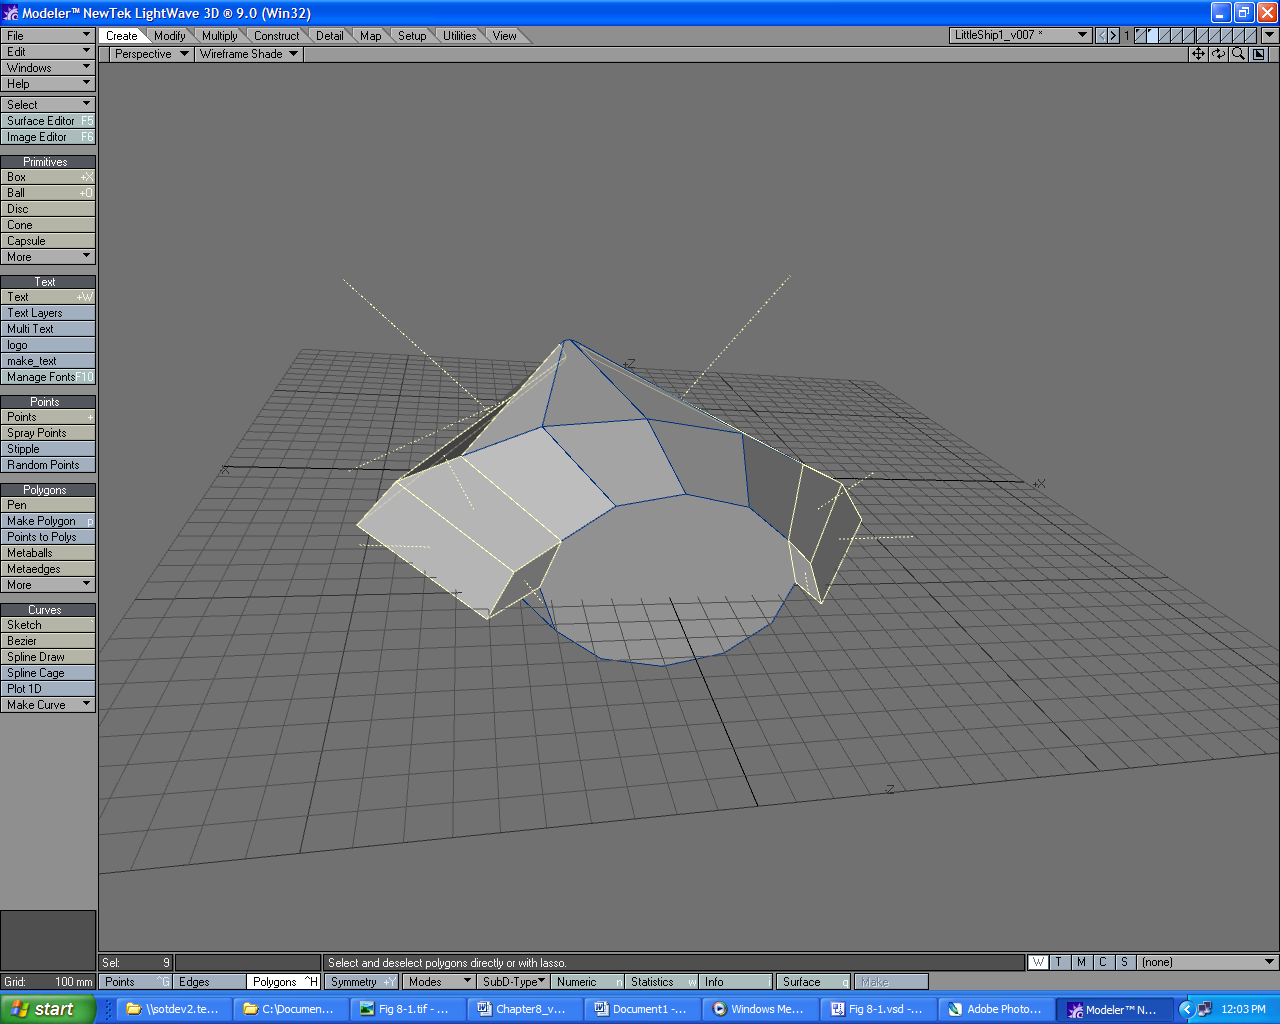 Modeler™ NewTek LightWave 3D ® 9.0 (Win32)
File
Edit
Windows
Help
Create Modify Multiply Construct Detail Map Setup Utilities View
LittleShip1_v007 * 1
Perspective Wireframe Shade
Select
Surface Editor F5
Image Editor F6
Primitives
Box +X
Ball +O
Disc
Cone
Capsule
More
Text
Text +W
Text Layers
Multi Text
logo
make_text
Manage Fonts F10
Points
Points +
Spray Points
Stipple
Random Points
Polygons
Pen
Make Polygon p
Points to Polys
Metaballs
Metaedges
More
Curves
Sketch
Bezier
Spline Draw
Spline Cage
Plot 1D
Make Curve
+Z
-X
+X
-Z
Sel: 9
Select and deselect polygons directly or with lasso.
W T M C S (none)
Grid: 100 mm
Points ^G Edges Polygons ^H Symmetry +Y Modes SubD-Type Numeric n Statistics w Info i Surface q Make
start \\sotdev2.te... C:\Documen... Fig 8-1.tif - ... Chapter8_v... Document1 -... Windows Me... Fig 8-1.vsd -... Adobe Photo... Modeler™ N... 12:03 PM